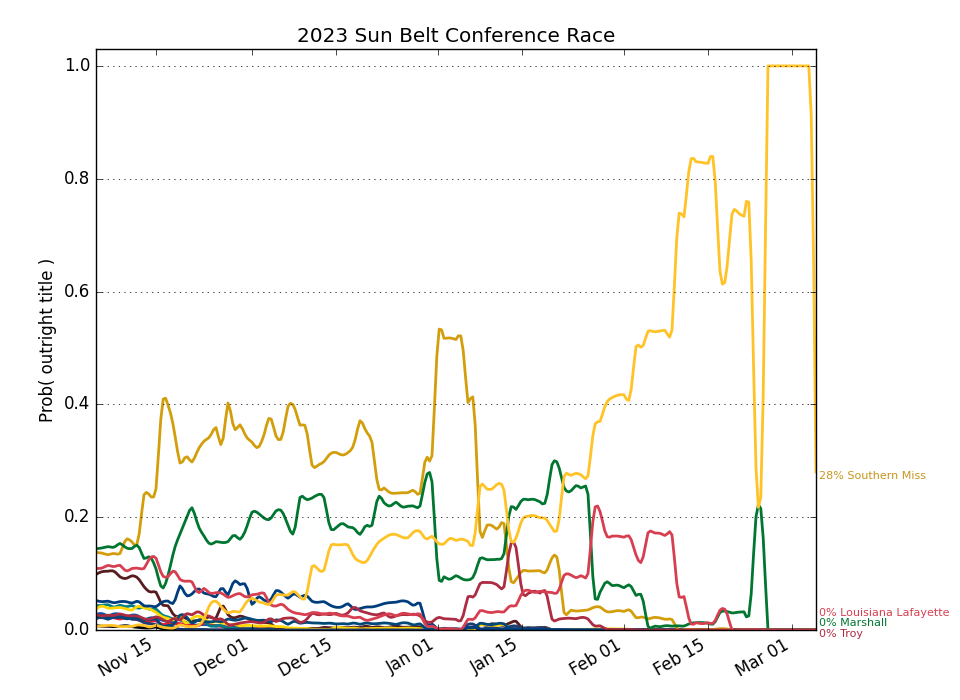 2023 Sun Belt Conference Race
Prob( outright title )
1.0
0.8
0.6
0.4
0.2
0.0
28% Southern Miss
0% Louisiana Lafayette
0% Marshall
0% Troy
Nov 15
Dec 01
Dec 15
Jan 01
Jan 15
Feb 01
Feb 15
Mar 01